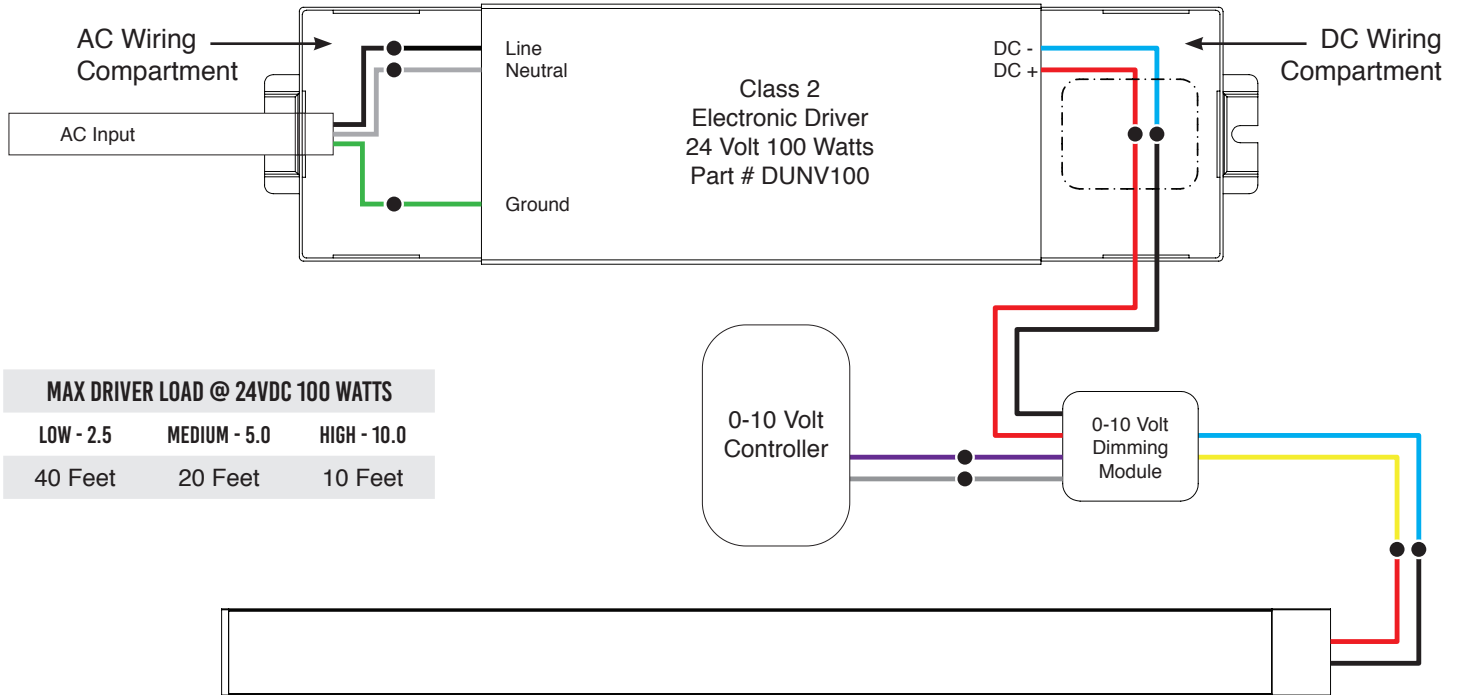 AC Wiring
Compartment
AC Input
Line
Neutral
Ground
Class 2
Electronic Driver
24 Volt 100 Watts
Part # DUNV100
DC -
DC +
DC Wiring
Compartment
MAX DRIVER LOAD @ 24VDC 100 WATTS
LOW - 2.5 MEDIUM - 5.0 HIGH - 10.0
40 Feet 20 Feet 10 Feet
0-10 Volt
Controller
0-10 Volt
Dimming
Module